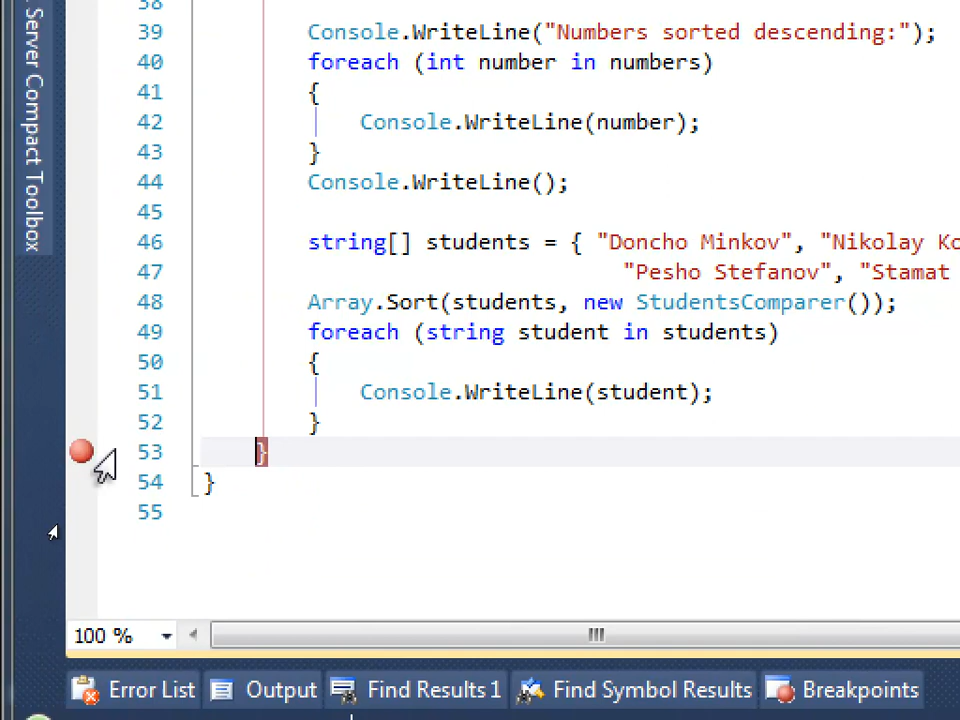 Server Compact Toolbox
38
39 Console.WriteLine("Numbers sorted descending:");
40 foreach (int number in numbers)
41 {
42 Console.WriteLine(number);
43 }
44 Console.WriteLine();
45
46 string[] students = { "Doncho Minkov", "Nikolay Ko
47 "Pesho Stefanov", "Stamat
48 Array.Sort(students, new StudentsComparer());
49 foreach (string student in students)
50 {
51 Console.WriteLine(student);
52 }
53 }
54 }
55
100 %
Error List Output Find Results 1 Find Symbol Results Breakpoints